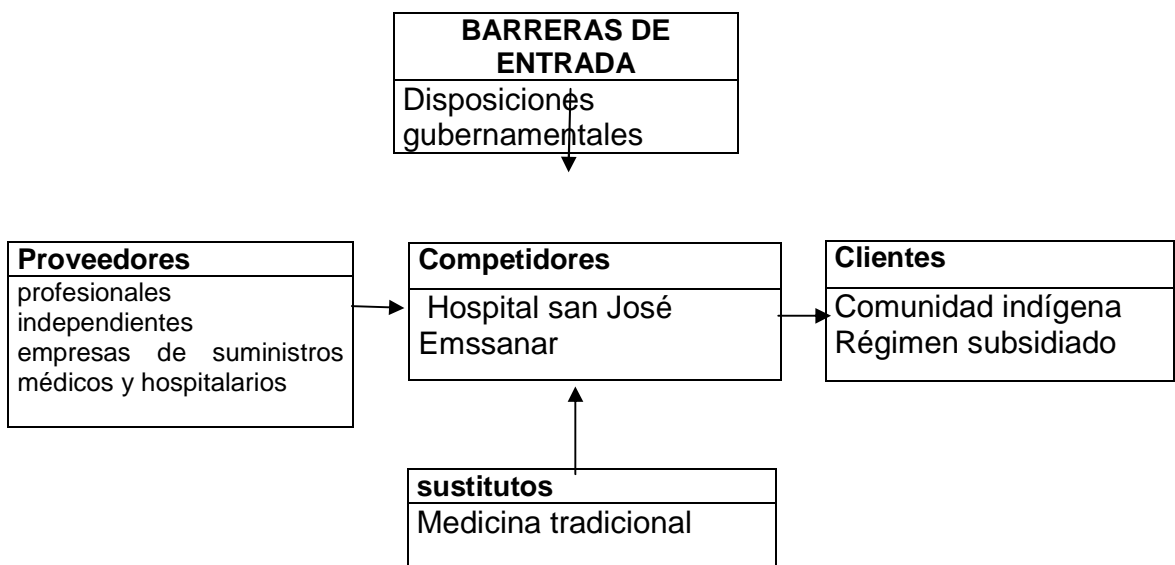 BARRERAS DE
ENTRADA
Disposiciones
gubernamentales
Proveedores
profesionales
independientes
empresas de suministros
médicos y hospitalarios
Competidores
Hospital san José
Emssanar
Clientes
Comunidad indígena
Régimen subsidiado
sustitutos
Medicina tradicional